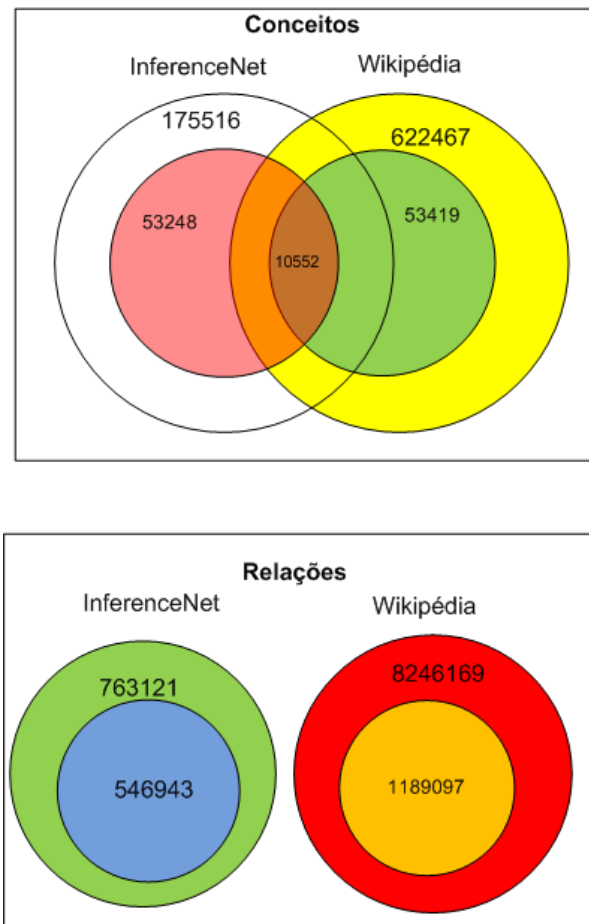 Conceitos
InferenceNet Wikipédia
175516
622467
53248
53419
10552
Relações
InferenceNet Wikipédia
763121
8246169
546943
1189097